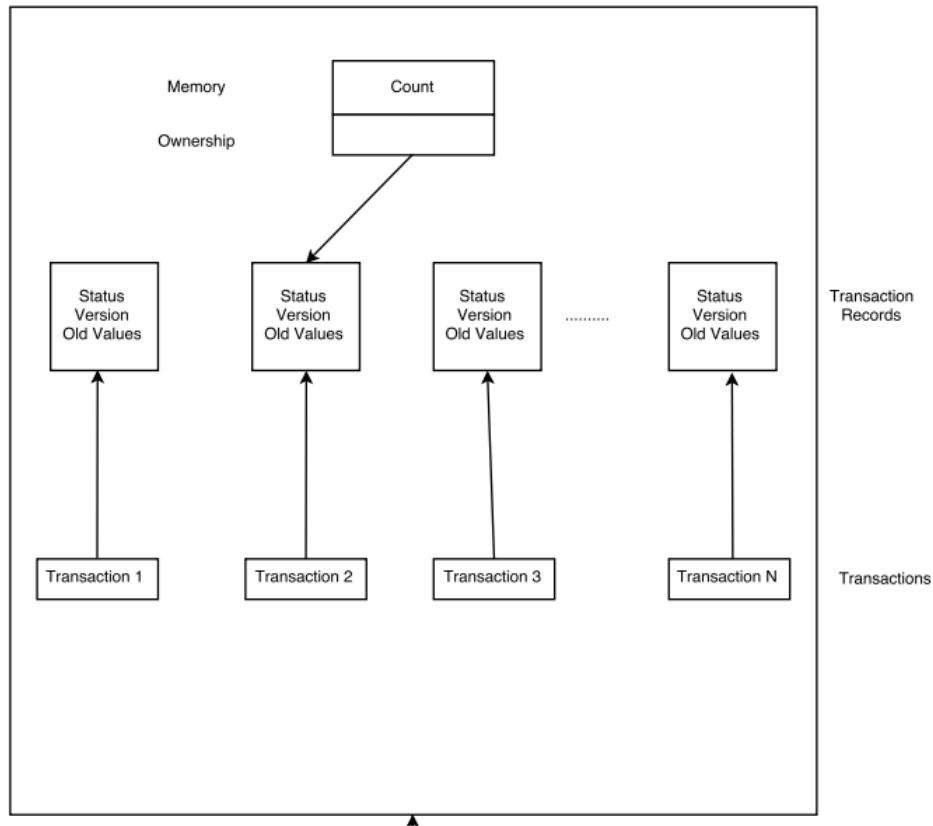 Memory
Count
Ownership
Status
Version
Old Values
Status
Version
Old Values
Status
Version
Old Values
..........
Status
Version
Old Values
Transaction
Records
Transaction 1
Transaction 2
Transaction 3
Transaction N
Transactions